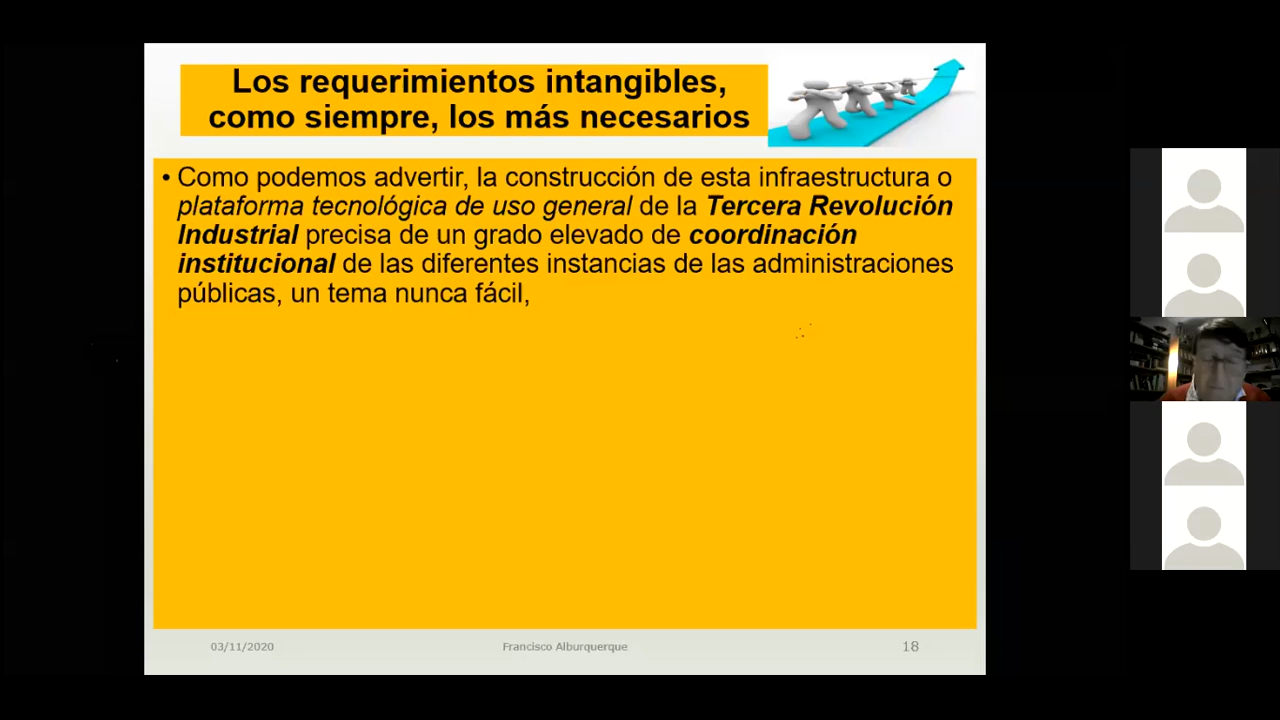 Los requerimientos intangibles,
como siempre, los más necesarios
• Como podemos advertir, la construcción de esta infraestructura o
plataforma tecnológica de uso general de la Tercera Revolución
Industrial precisa de un grado elevado de coordinación
institucional de las diferentes instancias de las administraciones
públicas, un tema nunca fácil,
03/11/2020
Francisco Alburquerque
18